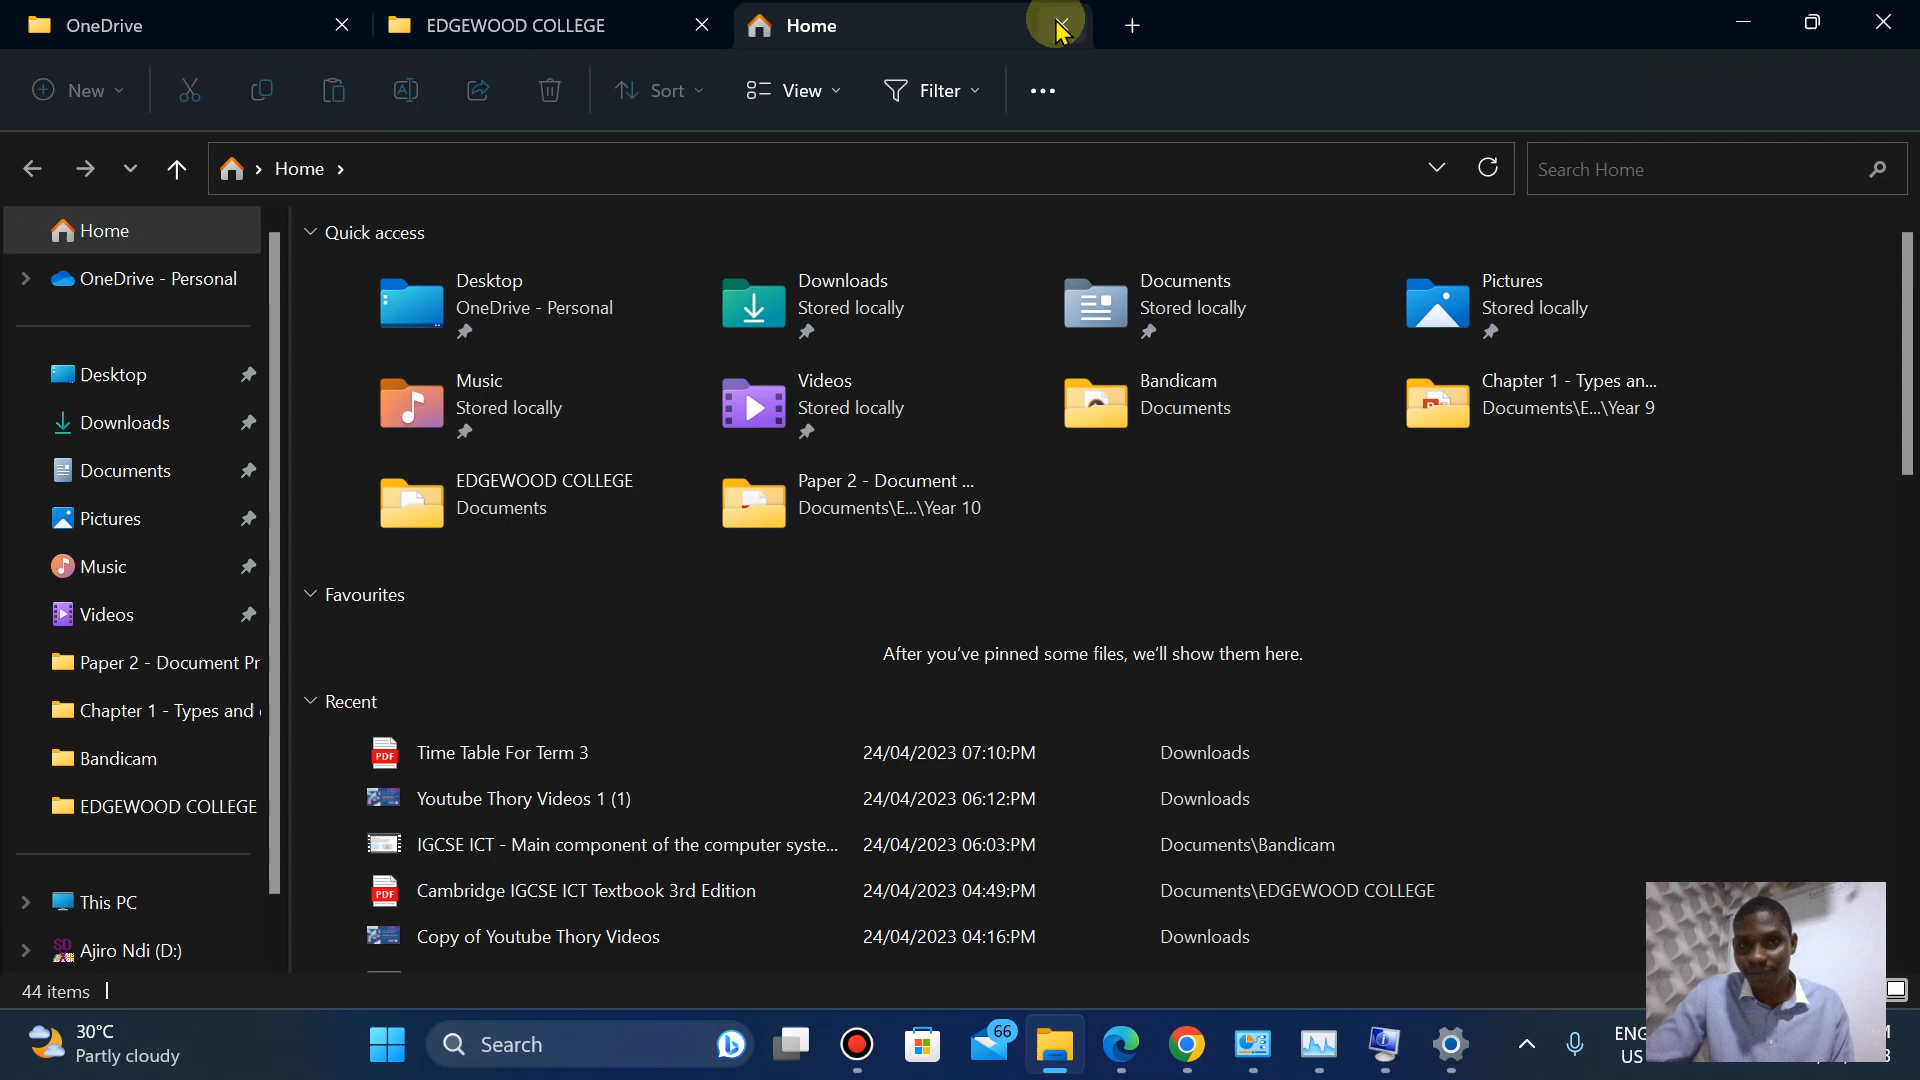 OneDrive
EDGEWOOD COLLEGE
Home
New
Sort
View
Filter
Home
Search Home
Home
OneDrive - Personal
Desktop
Downloads
Documents
Pictures
Music
Videos
Paper 2 - Document Pr
Chapter 1 - Types and
Bandicam
EDGEWOOD COLLEGE
This PC
Ajiro Ndi (D:)
Quick access
Desktop
OneDrive - Personal
Downloads
Stored locally
Documents
Stored locally
Pictures
Stored locally
Music
Stored locally
Videos
Stored locally
Bandicam
Documents
Chapter 1 - Types an...
Documents\E...\Year 9
EDGEWOOD COLLEGE
Documents
Paper 2 - Document ...
Documents\E...\Year 10
Favourites
After you've pinned some files, we'll show them here.
Recent
Time Table For Term 3 24/04/2023 07:10:PM Downloads
Youtube Thory Videos 1 (1) 24/04/2023 06:12:PM Downloads
IGCSE ICT - Main component of the computer syste... 24/04/2023 06:03:PM Documents\Bandicam
Cambridge IGCSE ICT Textbook 3rd Edition 24/04/2023 04:49:PM Documents\EDGEWOOD COLLEGE
Copy of Youtube Thory Videos 24/04/2023 04:16:PM Downloads
44 items
30°C
Partly cloudy
Search
66
ENG
US